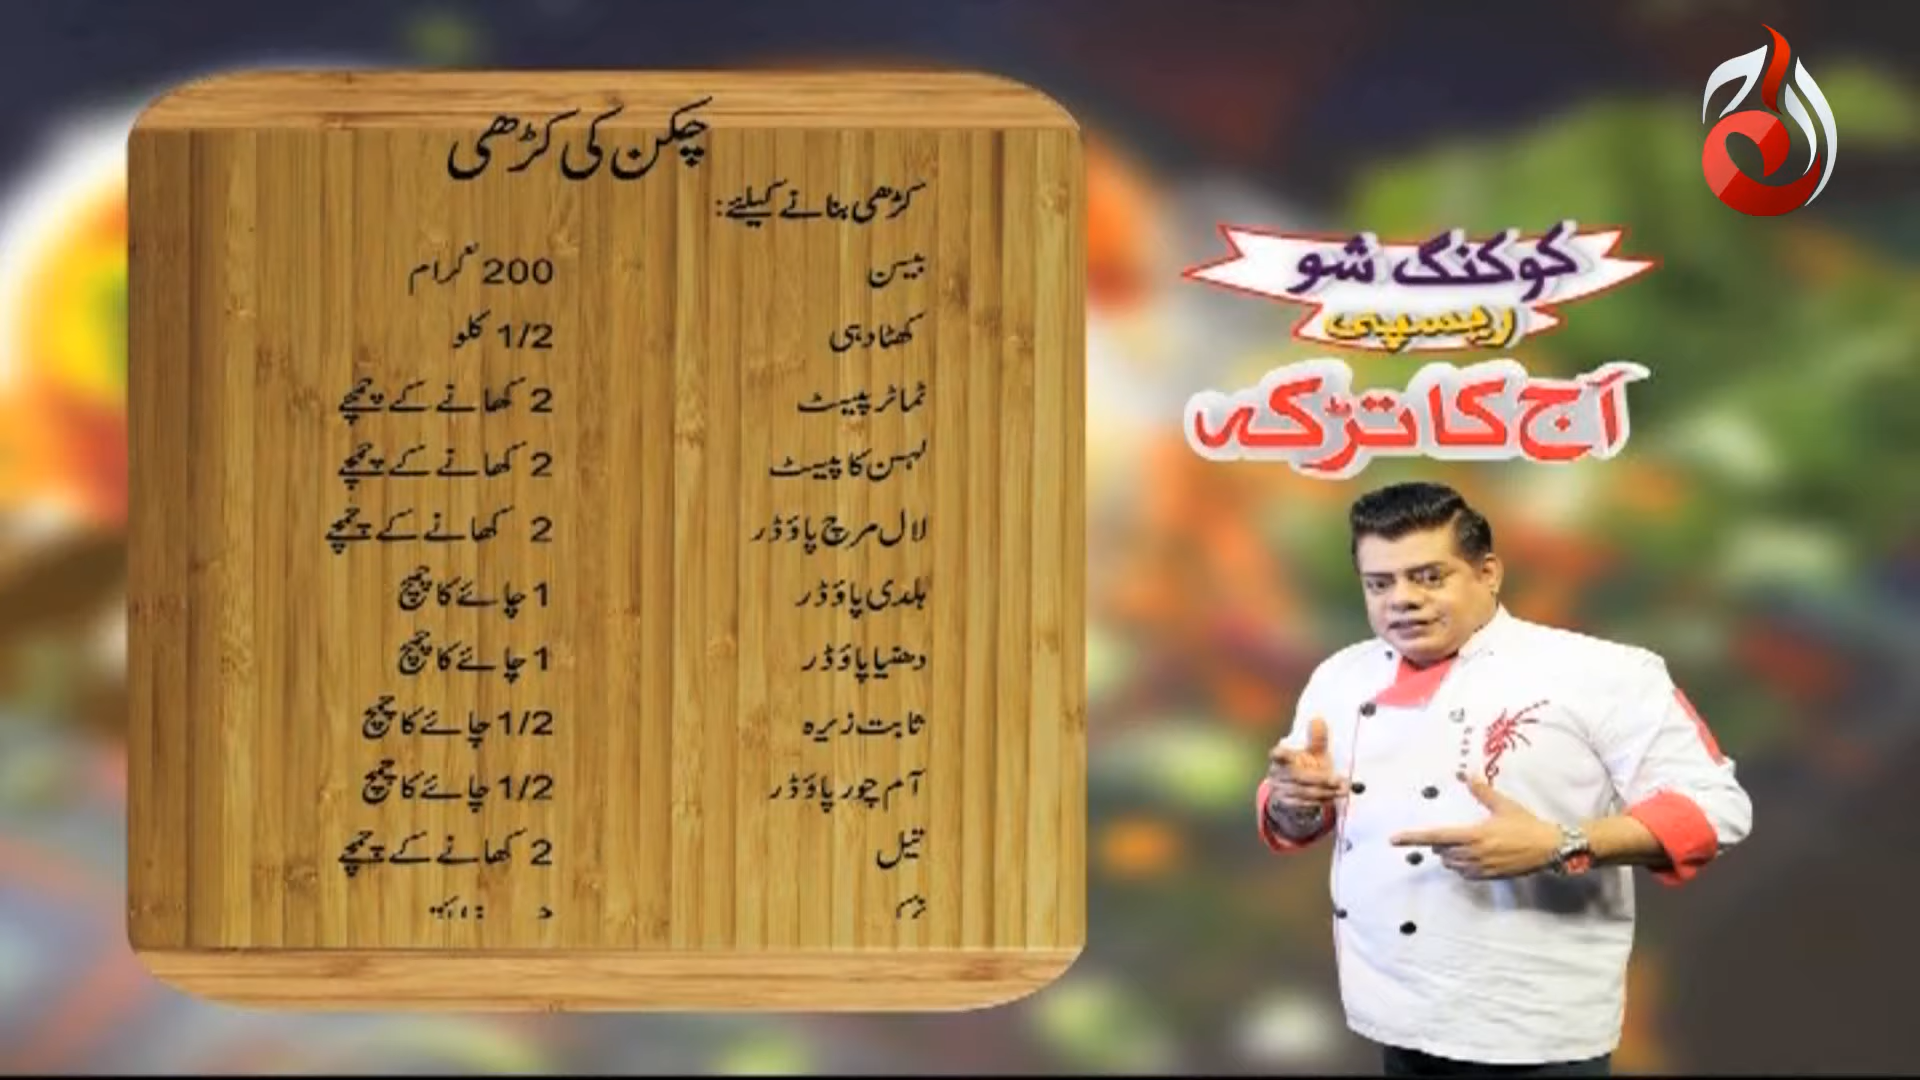 چکن کی کڑھی
کڑھی بنانے کیلئے:
بیسن 200 گرام
کھٹا دہی 1/2 کلو
ٹماٹر پیسٹ 2 کھانے کے چمچے
لہسن کا پیسٹ 2 کھانے کے چمچے
لال مرچ پاؤڈر 2 کھانے کے چمچے
ہلدی پاؤڈر 1 چائے کا چمچ
دھنیا پاؤڈر 1 چائے کا چمچ
ثابت زیرہ 1/2 چائے کا چمچ
آم چور پاؤڈر 1/2 چائے کا چمچ
تیل 2 کھانے کے چمچے
کوکنگ شو
ریسپی
آج کا تڑکہ
آج